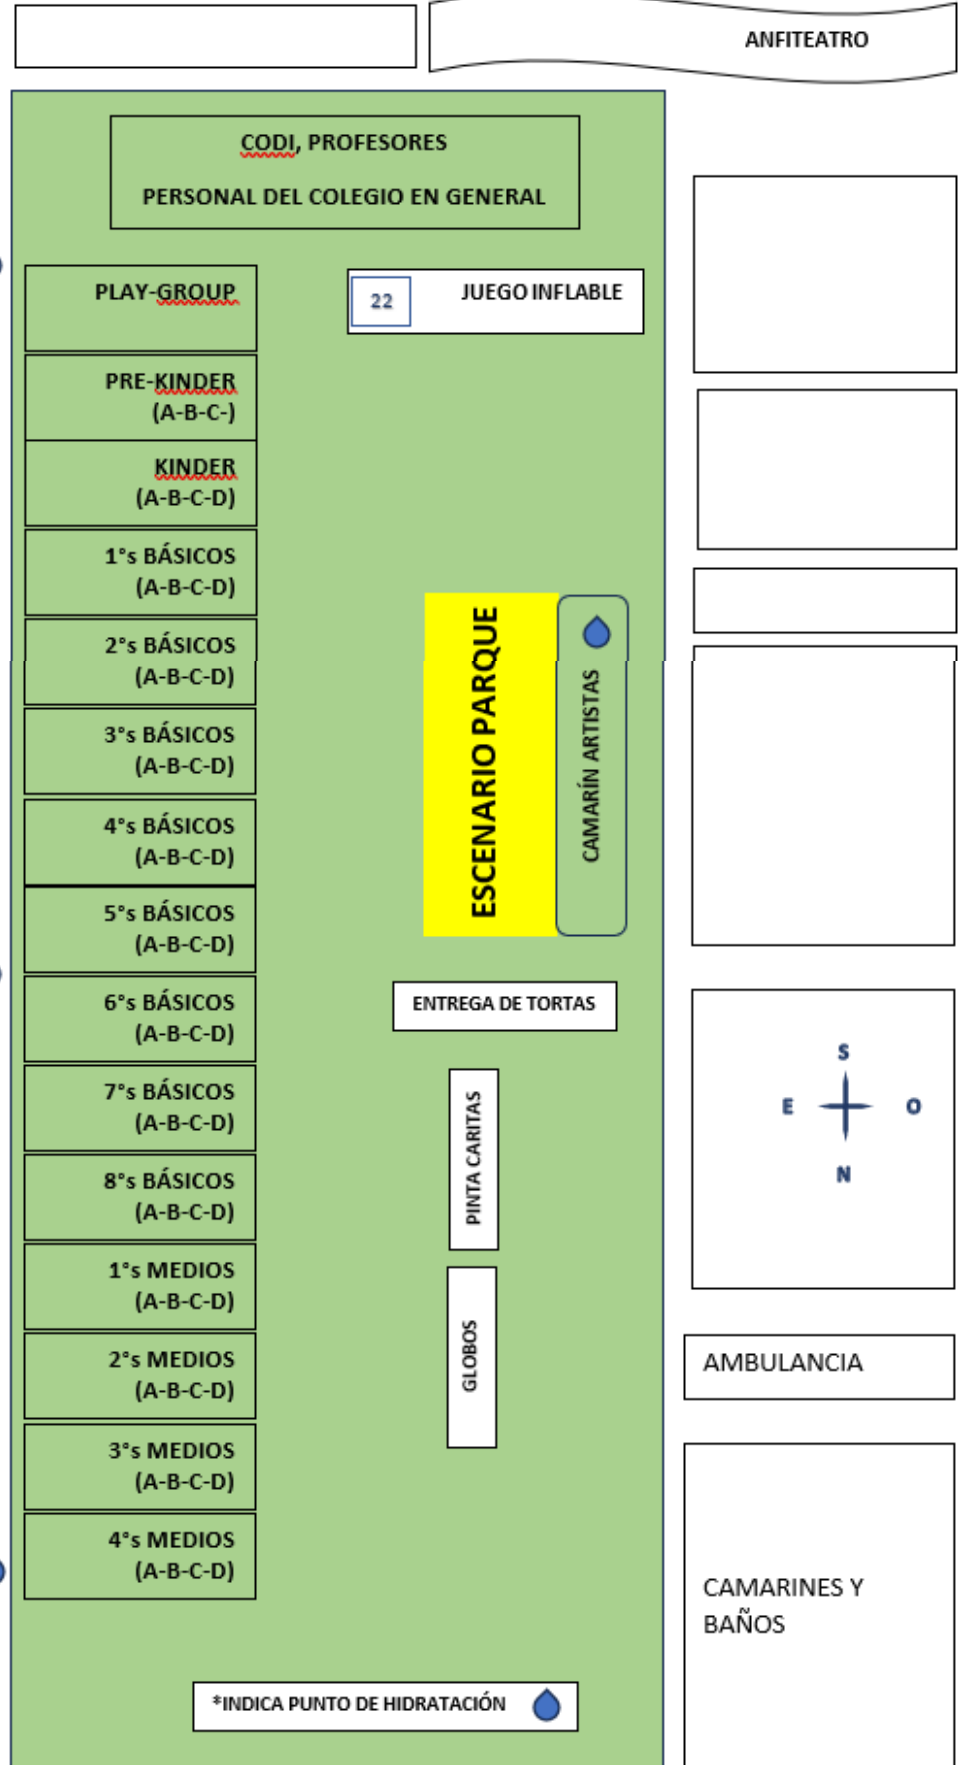 ANFITEATRO
CODI, PROFESORES
PERSONAL DEL COLEGIO EN GENERAL
PLAY-GROUP
22
JUEGO INFLABLE
PRE-KINDER
(A-B-C-)
KINDER
(A-B-C-D)
1°s BÁSICOS
(A-B-C-D)
2°s BÁSICOS
(A-B-C-D)
3°s BÁSICOS
(A-B-C-D)
4°s BÁSICOS
(A-B-C-D)
5°s BÁSICOS
(A-B-C-D)
6°s BÁSICOS
(A-B-C-D)
7°s BÁSICOS
(A-B-C-D)
8°s BÁSICOS
(A-B-C-D)
1°s MEDIOS
(A-B-C-D)
2°s MEDIOS
(A-B-C-D)
3°s MEDIOS
(A-B-C-D)
4°s MEDIOS
(A-B-C-D)
ESCENARIO PARQUE
CAMARÍN ARTISTAS
ENTREGA DE TORTAS
PINTA CARITAS
GLOBOS
S
E
O
N
AMBULANCIA
CAMARINES Y
BAÑOS
*INDICA PUNTO DE HIDRATACIÓN